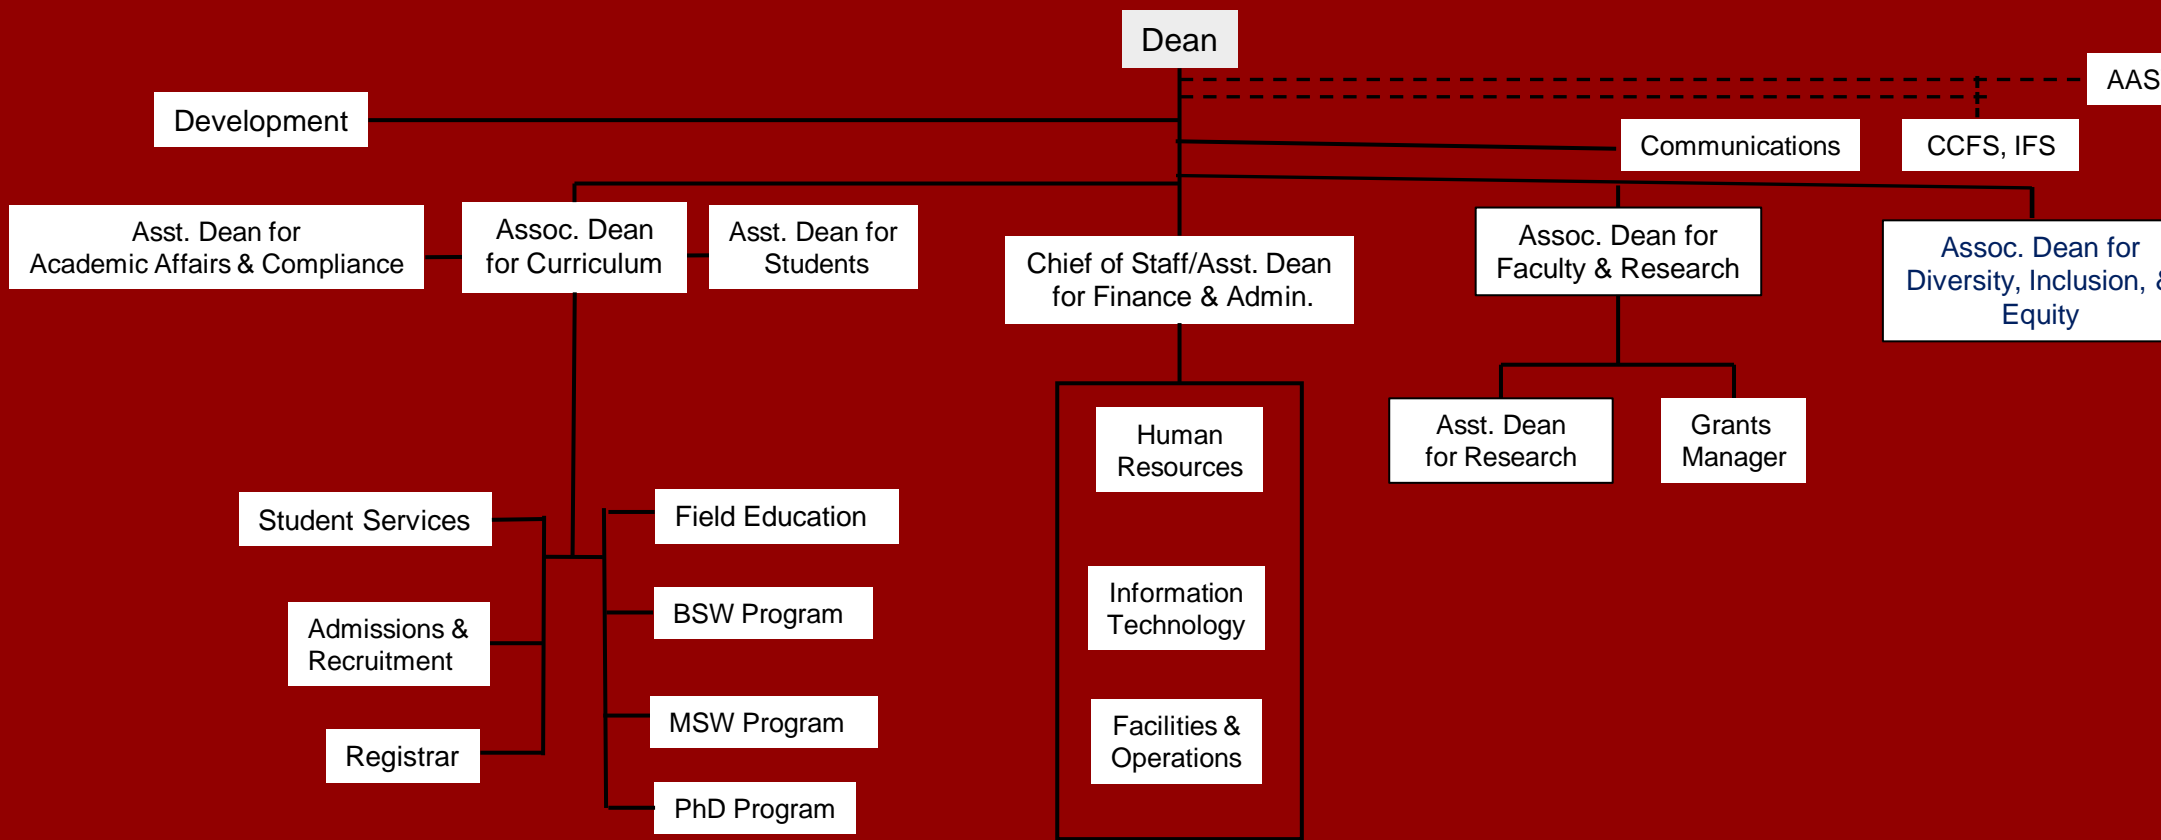 Dean
AAS
Development
Communications
CCFS, IFS
Asst. Dean for
Academic Affairs & Compliance
Assoc. Dean
for Curriculum
Asst. Dean for
Students
Chief of Staff/Asst. Dean
for Finance & Admin.
Assoc. Dean for
Faculty & Research
Assoc. Dean for
Diversity, Inclusion, &
Equity
Human
Resources
Asst. Dean
for Research
Grants
Manager
Student Services
Field Education
Information
Technology
BSW Program
Admissions &
Recruitment
MSW Program
Facilities &
Operations
Registrar
PhD Program